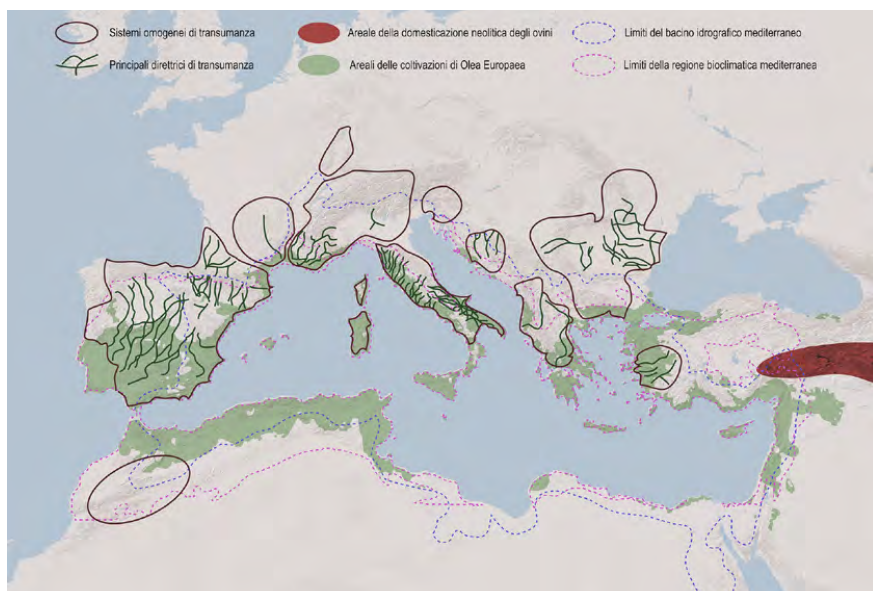 Sistemi omogenei di transumanza
Areale della domesticazione neolitica degli ovini
Limiti del bacino idrografico mediterraneo
Principali direttrici di transumanza
Areali delle coltivazioni di Olea Europaea
Limiti della regione bioclimatica mediterranea